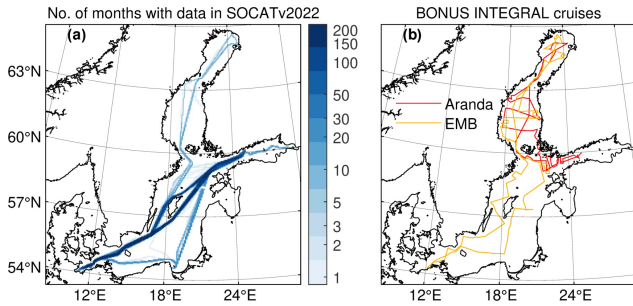 No. of months with data in SOCATv2022
(a)
63°N
60°N
57°N
54°N
12°E
18°E
24°E
200
150
100
50
30
20
10
5
3
2
1
BONUS INTEGRAL cruises
(b)
Aranda
EMB
12°E
18°E
24°E